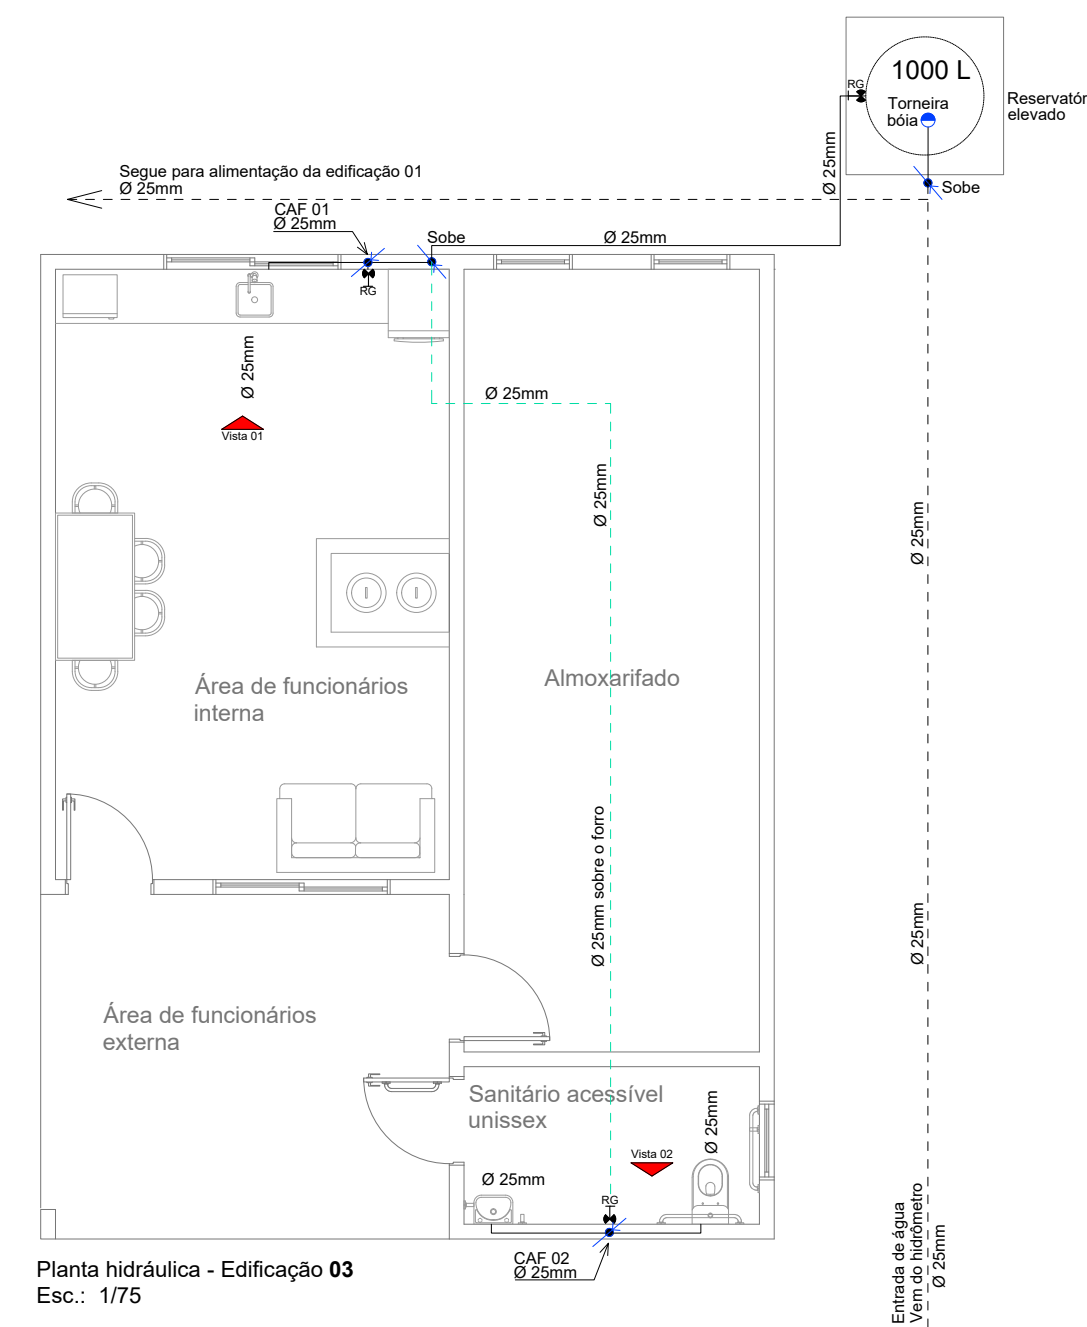 1000 L
RG
Torneira
bóia
Reservatór
elevado
Ø 25mm
Segue para alimentação da edificação 01
Ø 25mm
Sobe
CAF 01
Ø 25mm
Sobe
Ø 25mm
RG
Ø 25mm
Ø 25mm
Vista 01
Ø 25mm
Ø 25mm
Área de funcionários
interna
Almoxarifado
Ø 25mm sobre o forro
Ø 25mm
Área de funcionários
externa
Sanitário acessível
unissex
Ø 25mm
Vista 02
Ø 25mm
RG
Entrada de água
Vem do hidrômetro
Ø 25mm
CAF 02
Ø 25mm
Planta hidráulica - Edificação 03
Esc.: 1/75